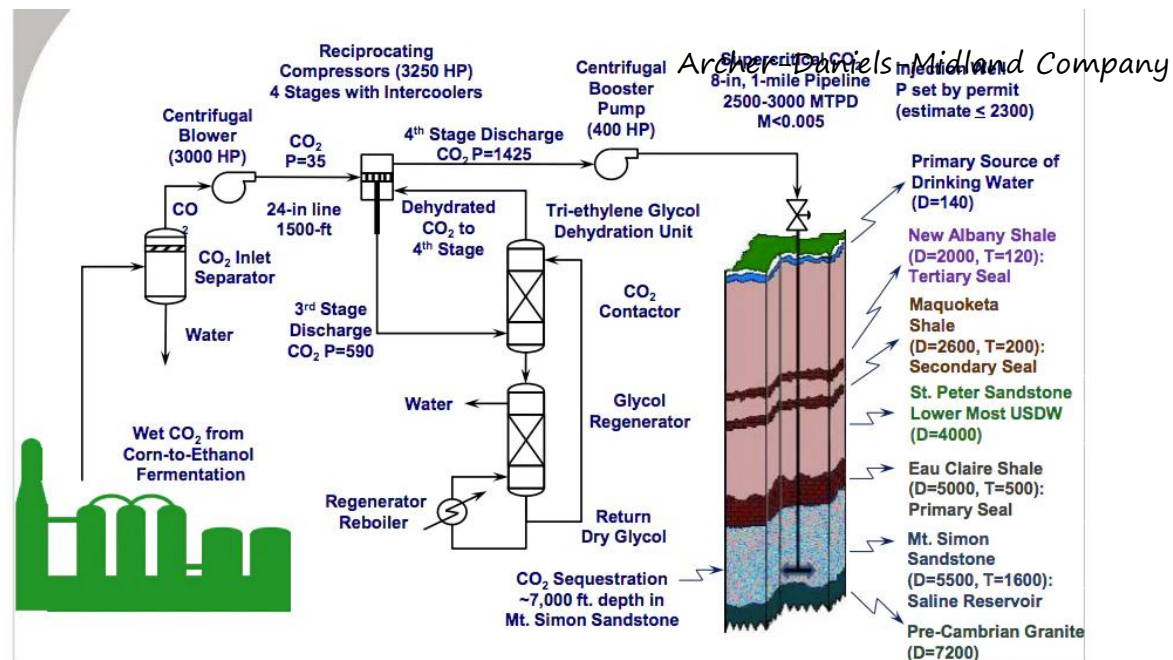 Archer-Daniels-Midland Company
Reciprocating
Compressors (3250 HP)
4 Stages with Intercoolers
Centrifugal
Booster
Pump
(400 HP)
Supercritical CO2
8-in, 1-mile Pipeline
2500-3000 MTPD
M<0.005
Injection Well
P set by permit
(estimate ≤ 2300)
Centrifugal
Blower
(3000 HP)
CO2
P=35
4th Stage Discharge
CO2 P=1425
CO
2
24-in line
1500-ft
Dehydrated
CO2 to
4th Stage
Tri-ethylene Glycol
Dehydration Unit
CO2 Inlet
Separator
Water
3rd Stage
Discharge
CO2 P=590
CO2
Contactor
Water
Glycol
Regenerator
Wet CO2 from
Corn-to-Ethanol
Fermentation
Regenerator
Reboiler
Return
Dry Glycol
CO2 Sequestration
~7,000 ft. depth in
Mt. Simon Sandstone
Primary Source of
Drinking Water
(D=140)
New Albany Shale
(D=2000, T=120):
Tertiary Seal
Maquoketa
Shale
(D=2600, T=200):
Secondary Seal
St. Peter Sandstone
Lower Most USDW
(D=4000)
Eau Claire Shale
(D=5000, T=500):
Primary Seal
Mt. Simon
Sandstone
(D=5500, T=1600):
Saline Reservoir
Pre-Cambrian Granite
(D=7200)